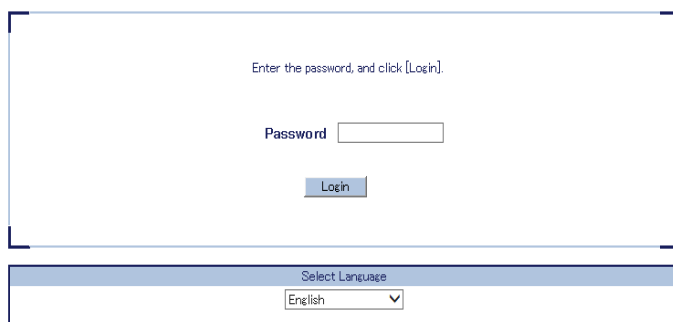 Enter the password, and click [Login].
Password
Login
Select Language
English